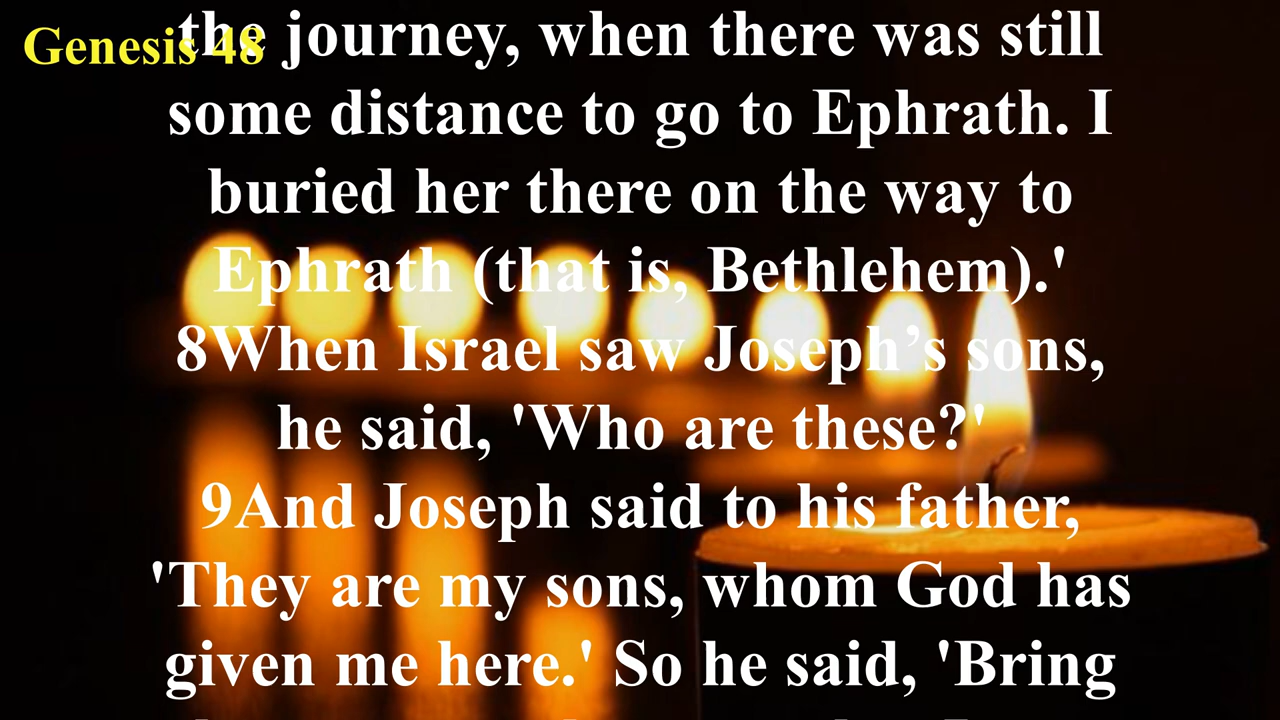 Genesis 48
the journey, when there was still
some distance to go to Ephrath. I
buried her there on the way to
Ephrath (that is, Bethlehem).'
8When Israel saw Joseph’s sons,
he said, 'Who are these?'
9And Joseph said to his father,
'They are my sons, whom God has
given me here.' So he said, 'Bring